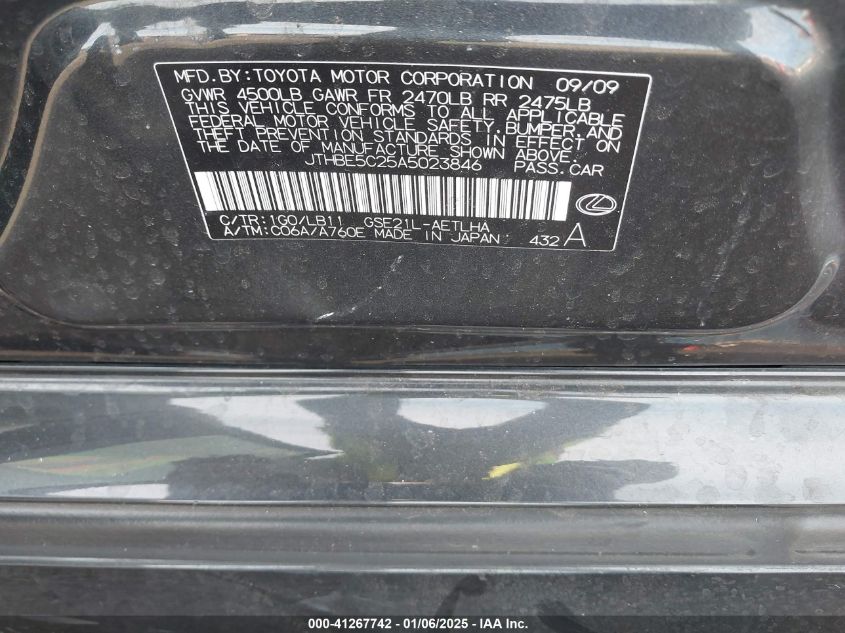 MFD.BY:TOYOTA MOTOR CORPORATION 09/09
GVWR 4500LB GAWR FR 2470LB RR 2475LB
THIS VEHICLE CONFORMS TO ALL APPLICABLE
FEDERAL MOTOR VEHICLE SAFETY,BUMPER,AND
THEFT PREVENTION STANDARDS IN EFFECT ON
THE DATE OF MANUFACTURE SHOWN ABOVE.
JTHBE5C25A5023846 PASS.CAR
C/TR:1G0/LB11 GSE21L-AETLHA
A/TM:C06A/A760E MADE IN JAPAN 432 A
000-41267742 - 01/06/2025 - IAA Inc.